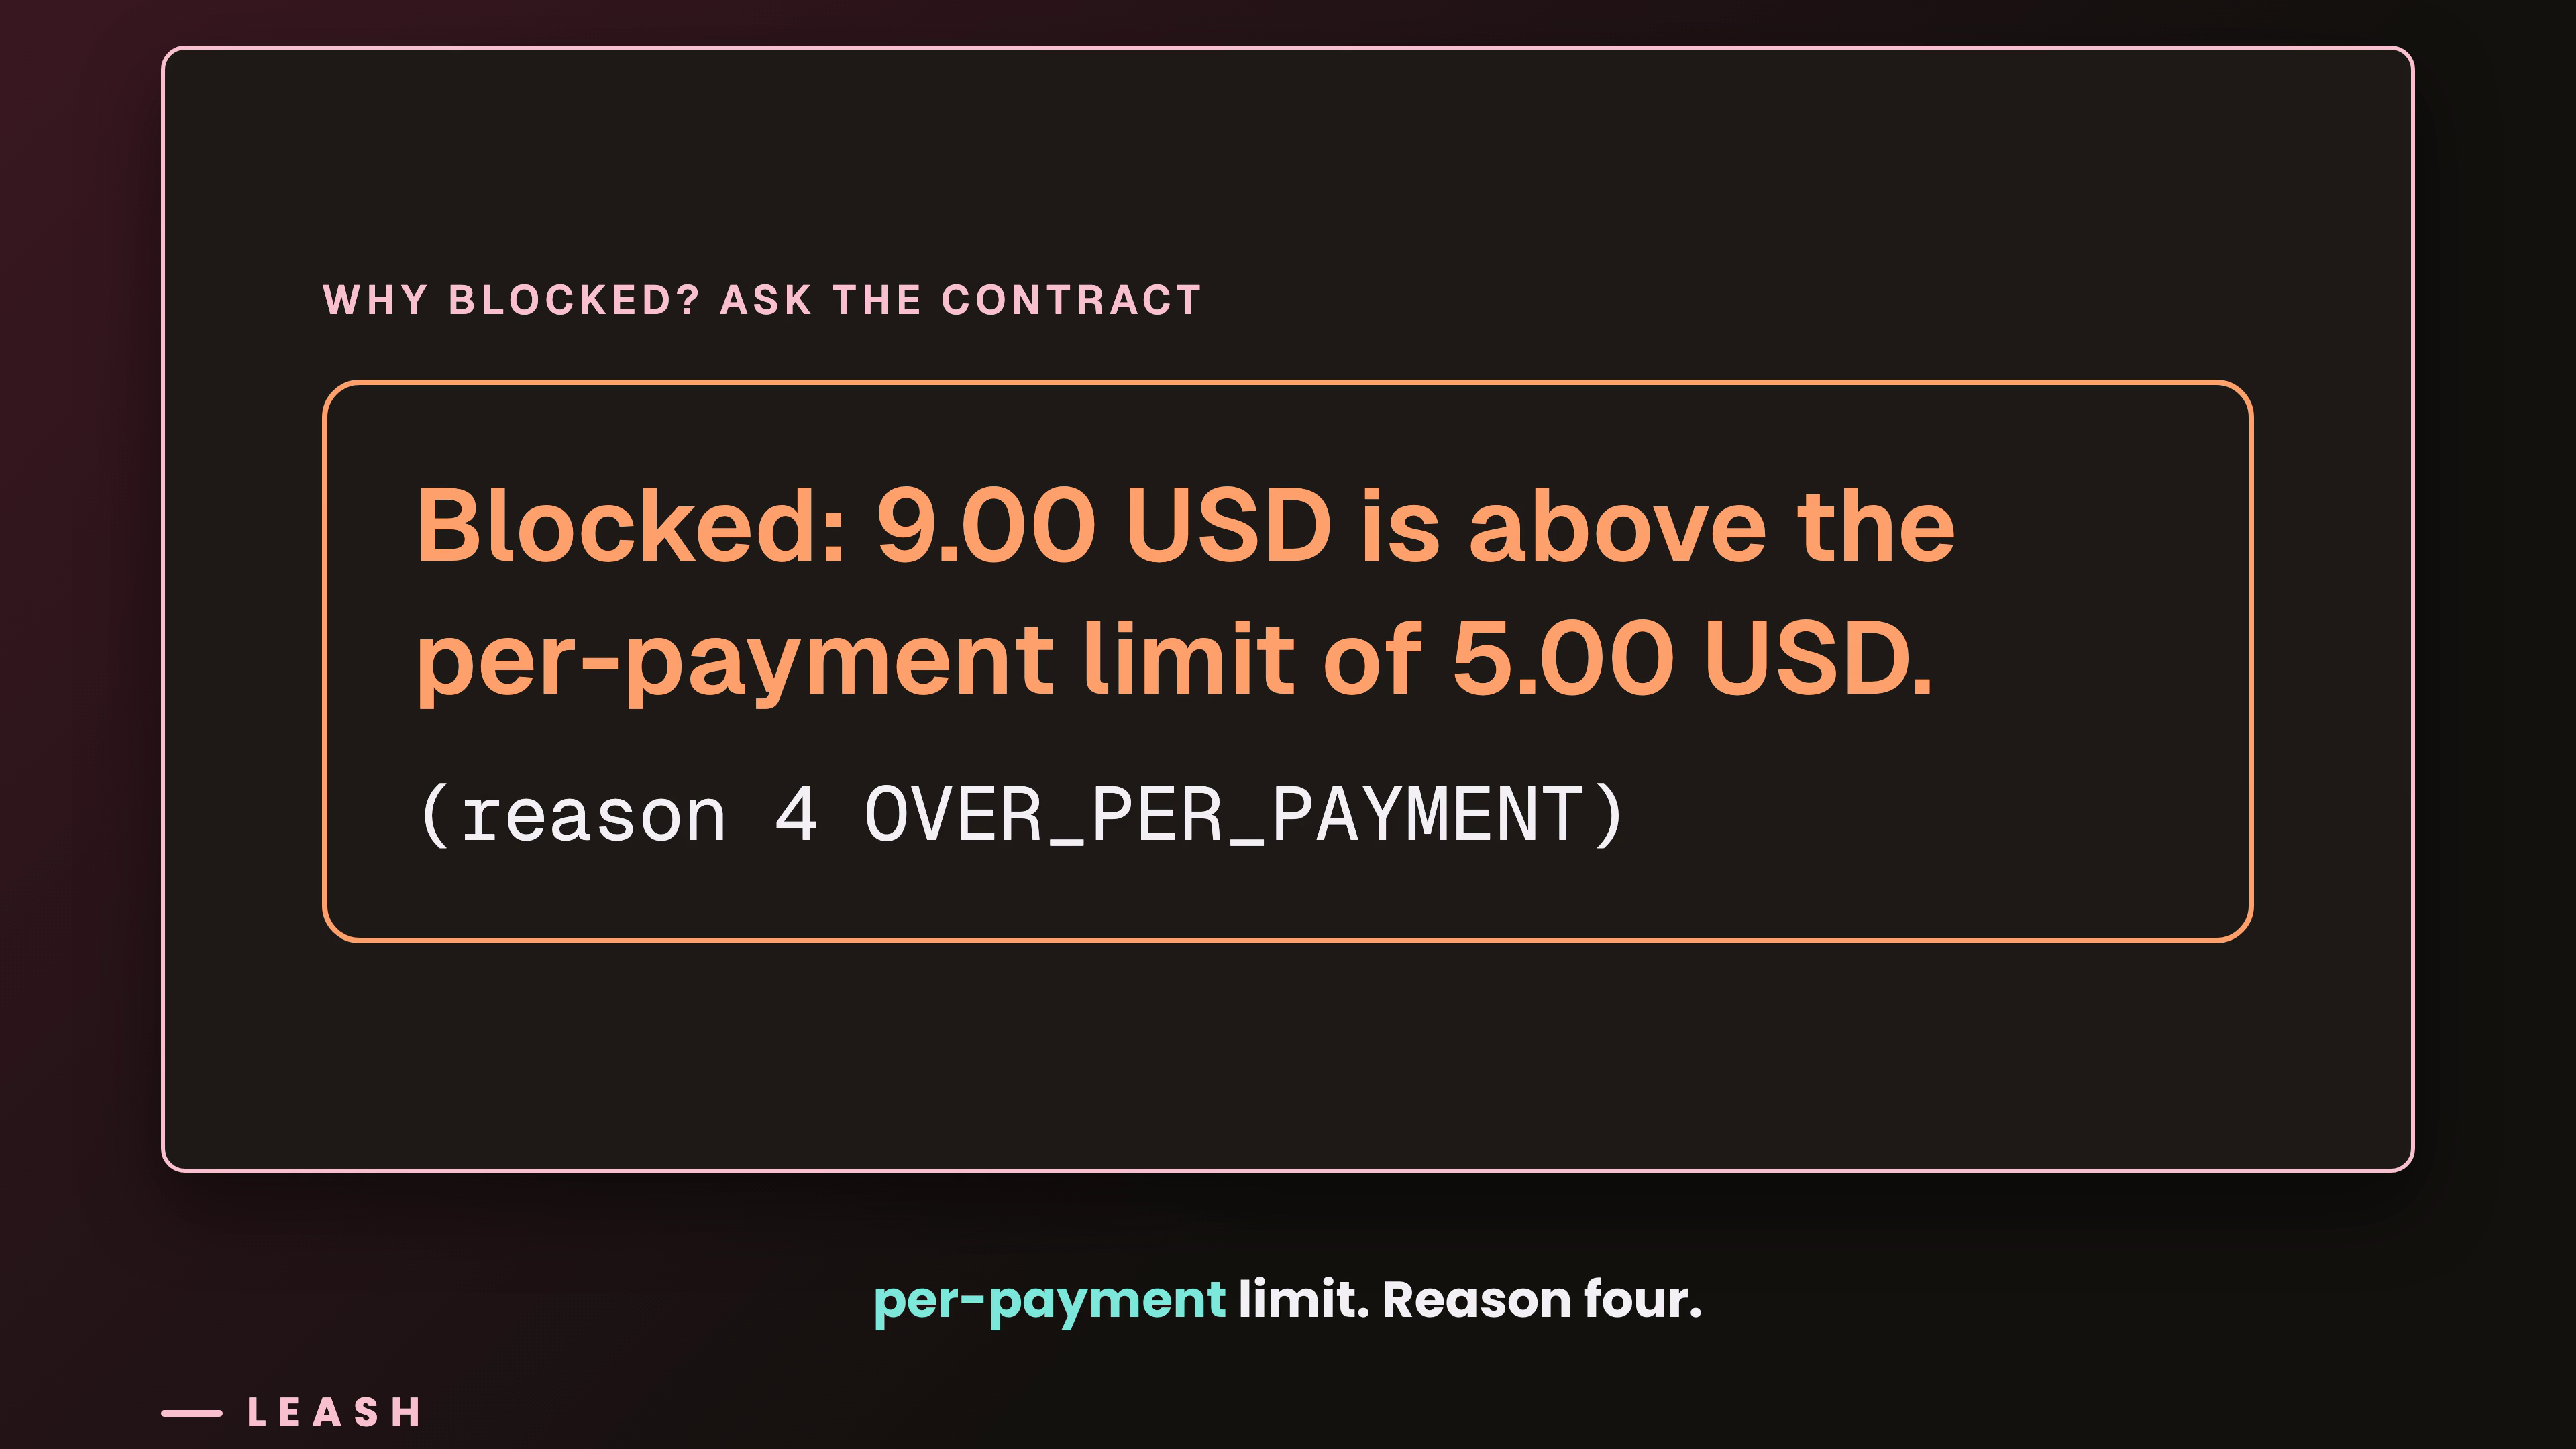 WHY BLOCKED? ASK THE CONTRACT
Blocked: 9.00 USD is above the
per-payment limit of 5.00 USD.
(reason 4 OVER_PER_PAYMENT)
per-payment limit. Reason four.
LEASH